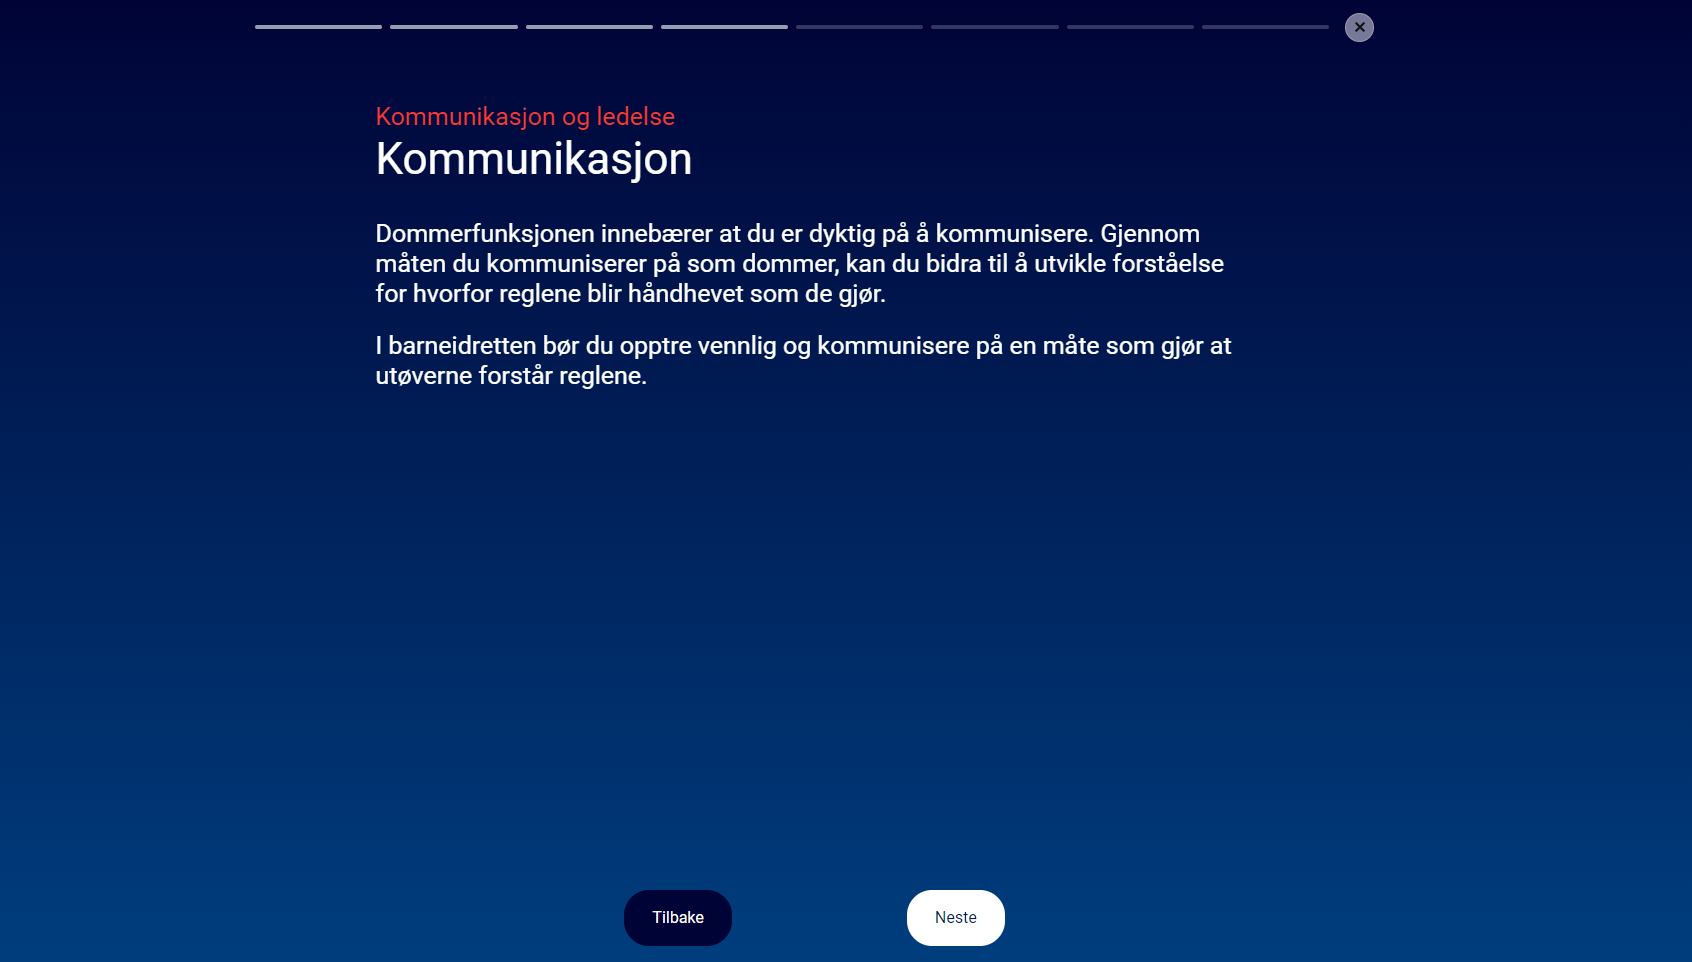 Kommunikasjon og ledelse
Kommunikasjon
Dommerfunksjonen innebærer at du er dyktig på å kommunisere. Gjennom
måten du kommuniserer på som dommer, kan du bidra til å utvikle forståelse
for hvorfor reglene blir håndhevet som de gjør.
I barneidretten bør du opptre vennlig og kommunisere på en måte som gjør at
utøverne forstår reglene.
Tilbake
Neste